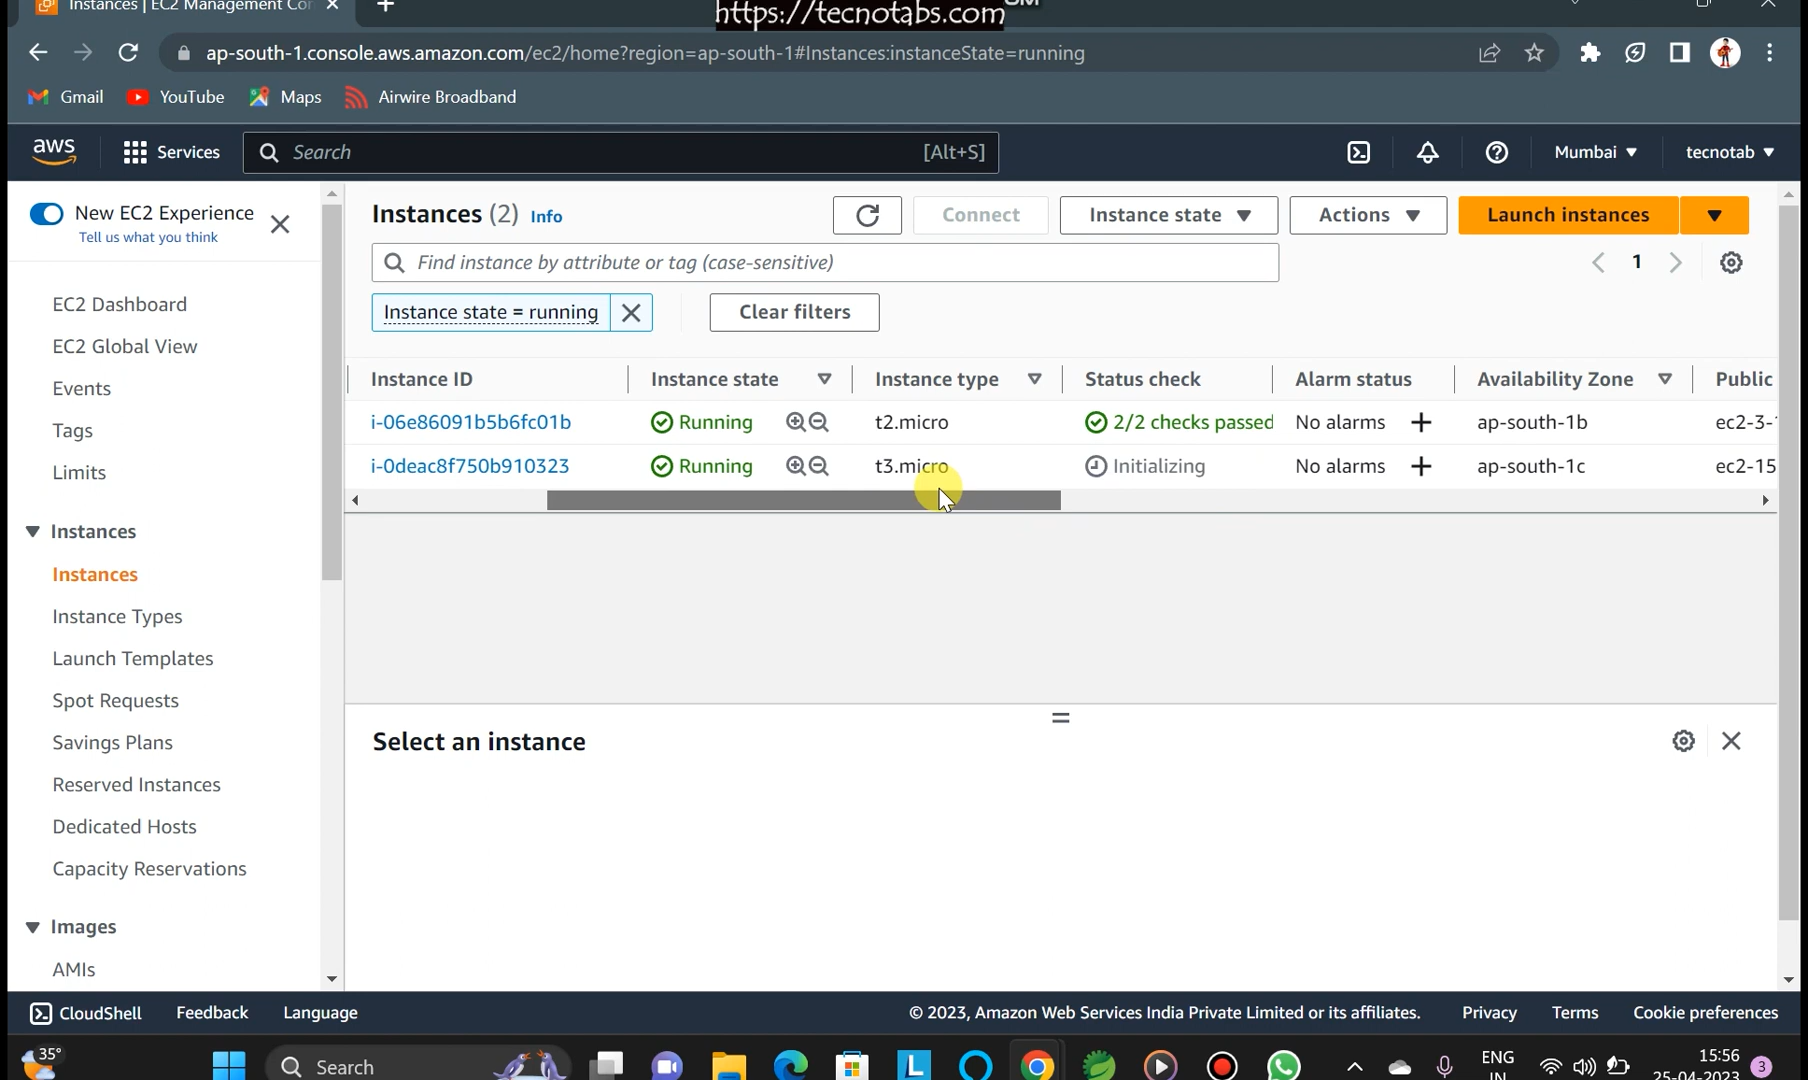 Instances | EC2 Management Con
https://tecnotabs.com
ap-south-1.console.aws.amazon.com/ec2/home?region=ap-south-1#Instances:instanceState=running
Gmail YouTube Maps Airwire Broadband
aws Services Search [Alt+S] Mumbai tecnotab
New EC2 Experience
Tell us what you think
EC2 Dashboard
EC2 Global View
Events
Tags
Limits
Instances
Instances
Instance Types
Launch Templates
Spot Requests
Savings Plans
Reserved Instances
Dedicated Hosts
Capacity Reservations
Images
AMIs
Instances (2) Info Connect Instance state Actions Launch instances
Find instance by attribute or tag (case-sensitive) 1
Instance state = running Clear filters
Instance ID Instance state Instance type Status check Alarm status Availability Zone Public
i-06e86091b5b6fc01b Running t2.micro 2/2 checks passed No alarms + ap-south-1b ec2-3-
i-0deac8f750b910323 Running t3.micro Initializing No alarms + ap-south-1c ec2-15
Select an instance
CloudShell Feedback Language © 2023, Amazon Web Services India Private Limited or its affiliates. Privacy Terms Cookie preferences
35° Search L ENG 15:56
IN 25-04-2023 3